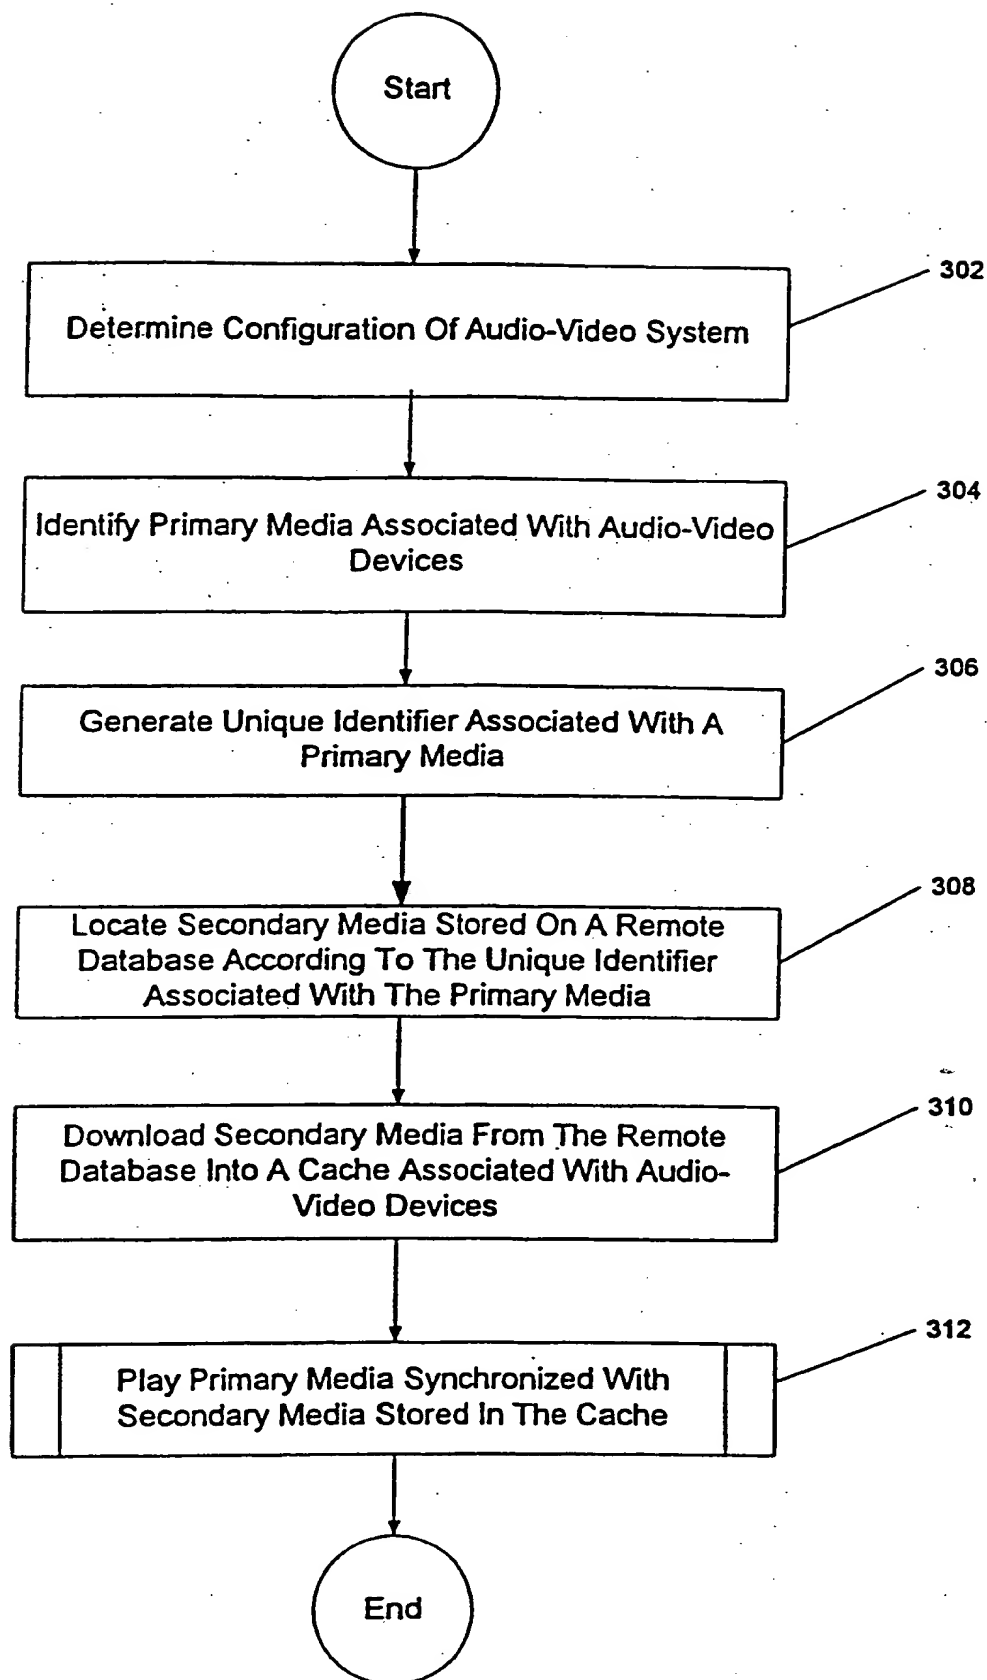 Start
302
Determine Configuration Of Audio-Video System
304
Identify Primary Media Associated With Audio-Video
Devices
306
Generate Unique Identifier Associated With A
Primary Media
308
Locate Secondary Media Stored On A Remote
Database According To The Unique Identifier
Associated With The Primary Media
310
Download Secondary Media From The Remote
Database Into A Cache Associated With Audio-
Video Devices
312
Play Primary Media Synchronized With
Secondary Media Stored In The Cache
End